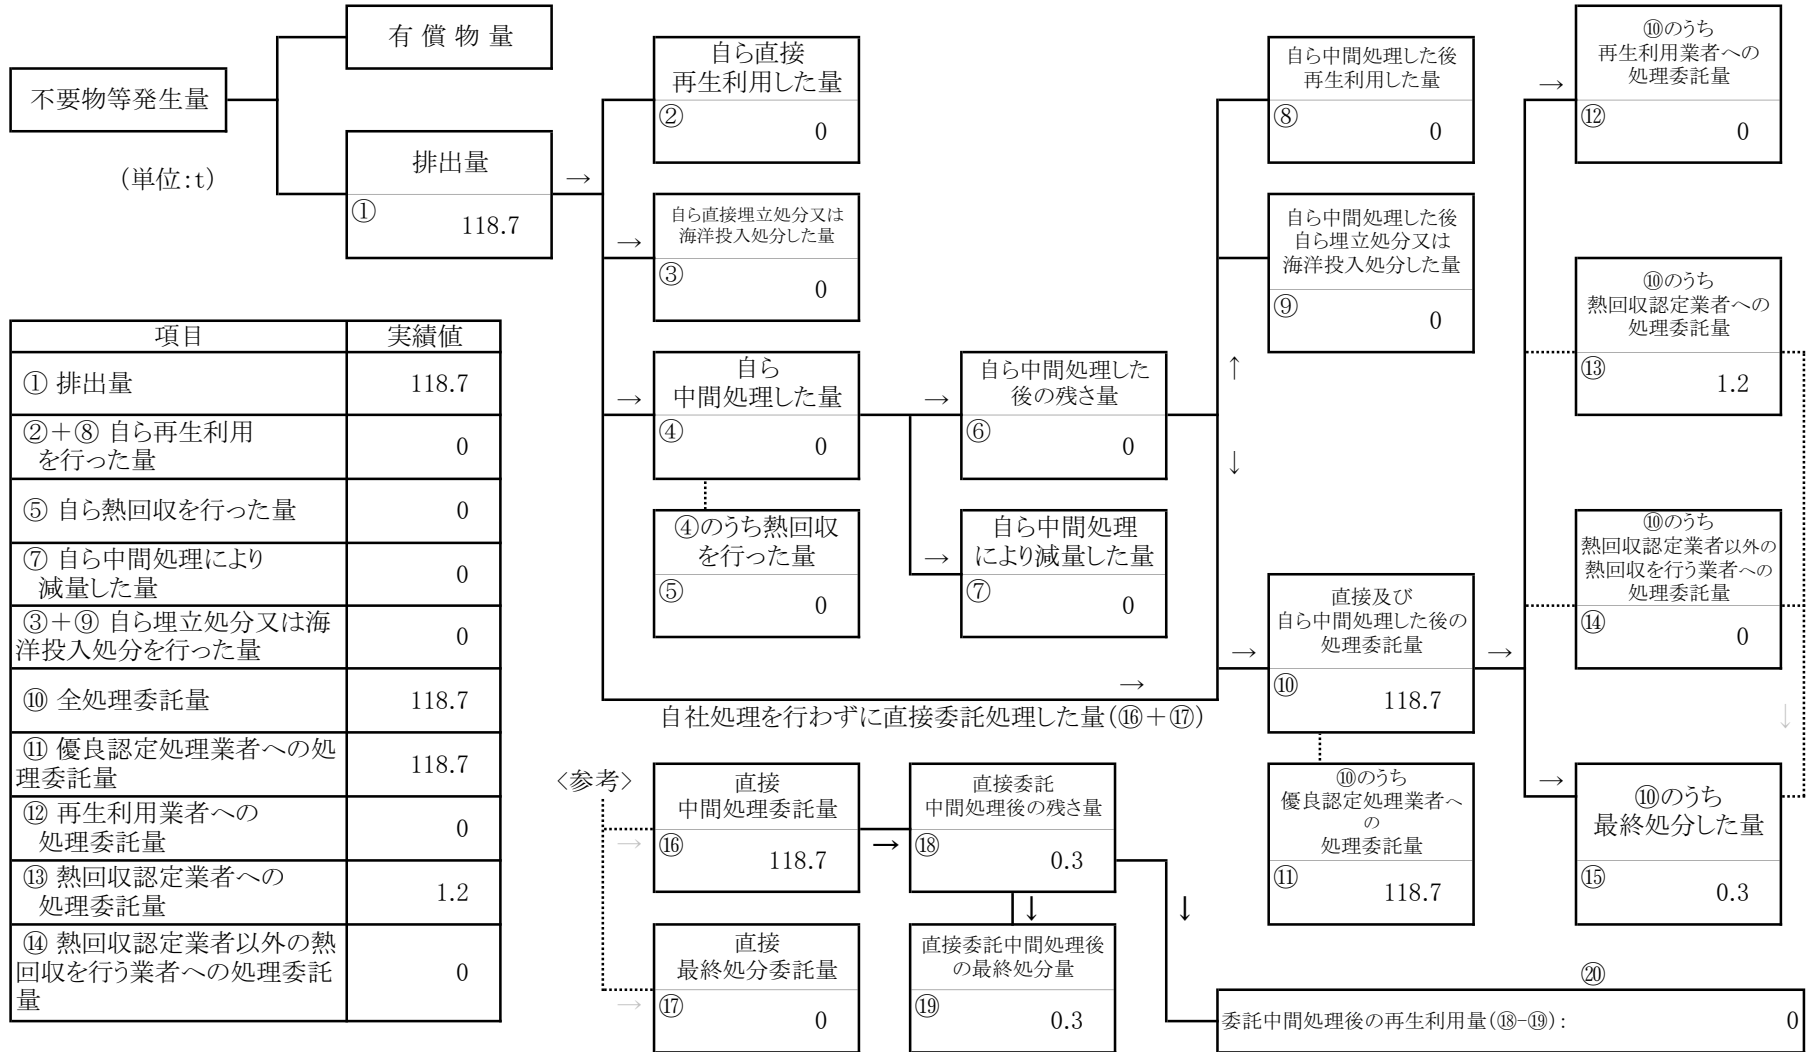 不要物等発生量
有 償 物 量
(単位:t)
排出量
①
118.7
→
自ら直接
再生利用した量
②
0
→
自ら直接埋立処分又は
海洋投入処分した量
③
0
→
自ら
中間処理した量
④
0
④のうち熱回収
を行った量
⑤
0
→
自ら中間処理した
後の残さ量
⑥
0
→
自ら中間処理
により減量した量
⑦
0
自ら中間処理した後
再生利用した量
⑧
0
自ら中間処理した後
自ら埋立処分又は
海洋投入処分した量
⑨
0
↑
↓
→
自社処理を行わずに直接委託処理した量(⑯+⑰)
→
直接及び
自ら中間処理した後の
処理委託量
⑩
118.7
⑩のうち
優良認定処理業者へ
の
処理委託量
⑪
118.7
→
→
⑩のうち
再生利用業者への
処理委託量
⑫
0
⑩のうち
熱回収認定業者への
処理委託量
⑬
1.2
⑩のうち
熱回収認定業者以外の
熱回収を行う業者への
処理委託量
⑭
0
↓
→
⑩のうち
最終処分した量
⑮
0.3
項目 実績値
① 排出量 118.7
②+⑧ 自ら再生利用
を行った量 0
⑤ 自ら熱回収を行った量 0
⑦ 自ら中間処理により
減量した量 0
③+⑨ 自ら埋立処分又は海
洋投入処分を行った量 0
⑩ 全処理委託量 118.7
⑪ 優良認定処理業者への処
理委託量 118.7
⑫ 再生利用業者への
処理委託量 0
⑬ 熱回収認定業者への
処理委託量 1.2
⑭ 熱回収認定業者以外の熱
回収を行う業者への処理委託
量 0
<参考>
→
直接
中間処理委託量
⑯
118.7
→
直接委託
中間処理後の残さ量
⑱
0.3
↓
↓
→
直接
最終処分委託量
⑰
0
直接委託中間処理後
の最終処分量
⑲
0.3
⑳
委託中間処理後の再生利用量(⑱-⑲): 0